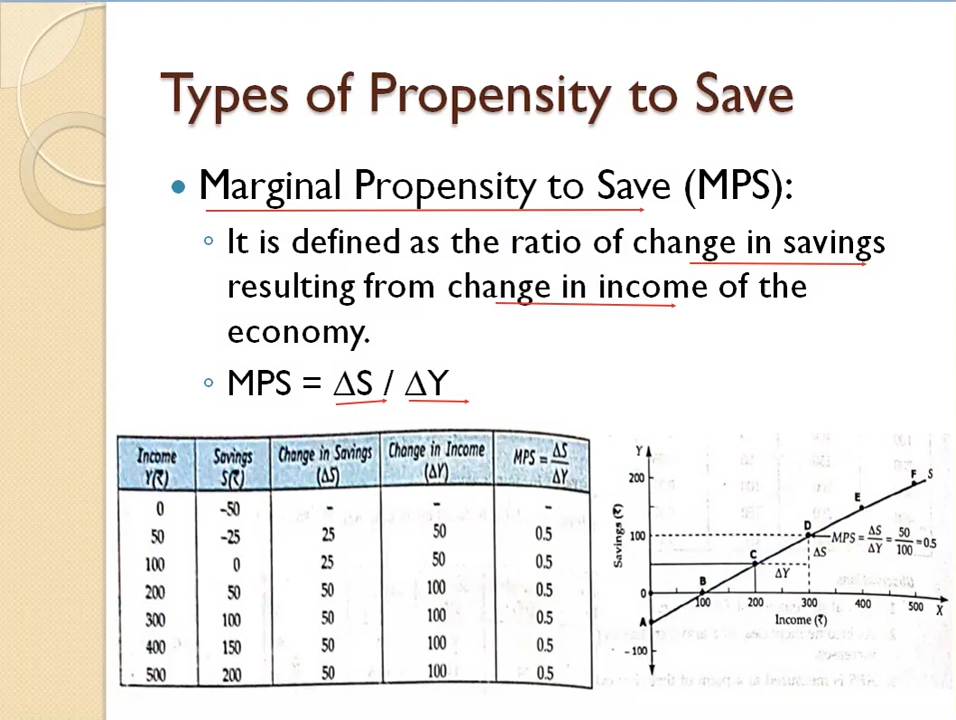 Types of Propensity to Save
Marginal Propensity to Save (MPS):
It is defined as the ratio of change in savings
resulting from change in income of the
economy.
MPS = ΔS / ΔY
Income Y(₹) Savings S(₹) Change in Savings (ΔS) Change in Income (ΔY) MPS = ΔS/ΔY
0 -50 - - -
50 -25 25 50 0.5
100 0 25 50 0.5
200 50 50 100 0.5
300 100 50 100 0.5
400 150 50 100 0.5
500 200 50 100 0.5
Y
200
F S
E
Savings (₹)
100
D
MPS = ΔS/ΔY = 50/100 = 0.5
C
ΔS
ΔY
B
0
100 200 300 400 500 X
Income (₹)
A
-100